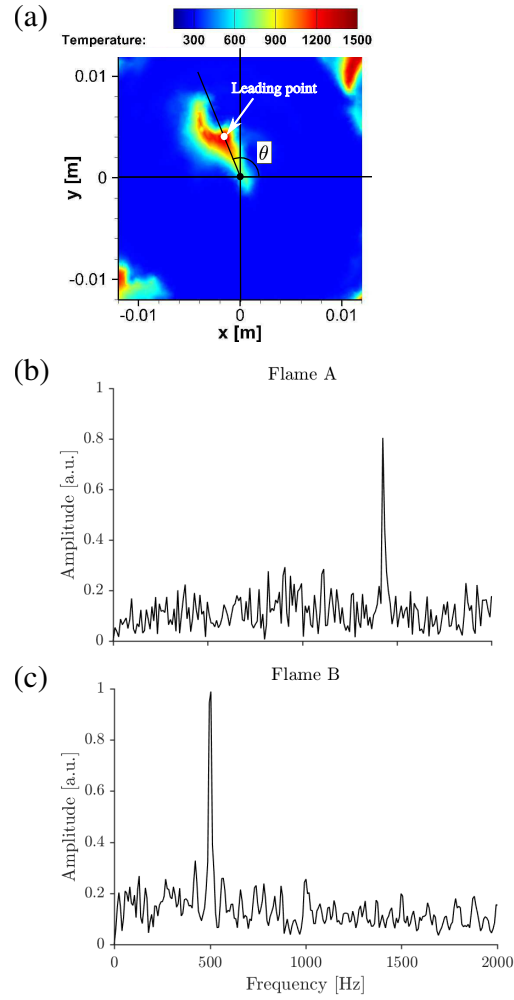 (a)
Temperature: 300 600 900 1200 1500
0.01
Leading point
θ
y [m]
0
-0.01
-0.01 0 0.01
x [m]
(b)
Flame A
1
0.8
0.6
0.4
0.2
0
Amplitude [a.u.]
(c)
Flame B
1
0.8
0.6
0.4
0.2
0
Amplitude [a.u.]
0 500 1000 1500 2000
Frequency [Hz]